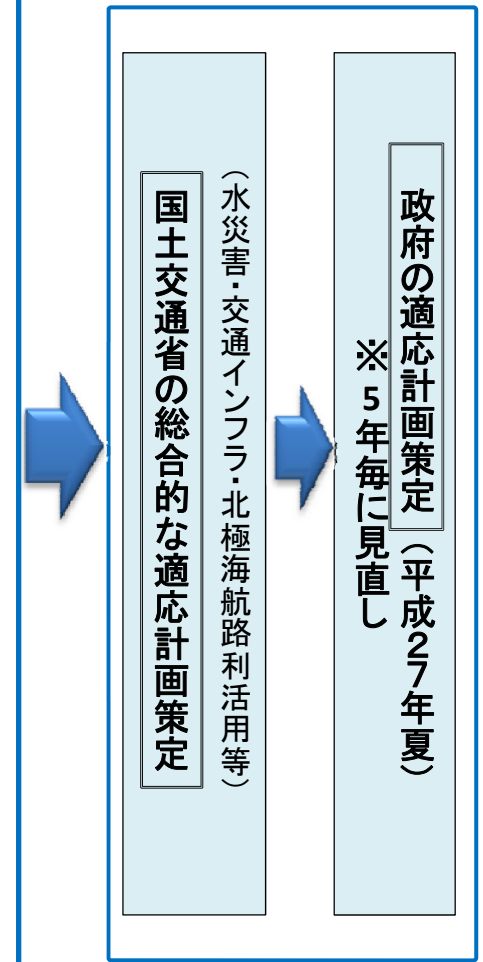 （水災害・交通インフラ・北極海航路利活用等）
国土交通省の総合的な適応計画策定
政府の適応計画策定（平成２７年夏）
※5年毎に見直し